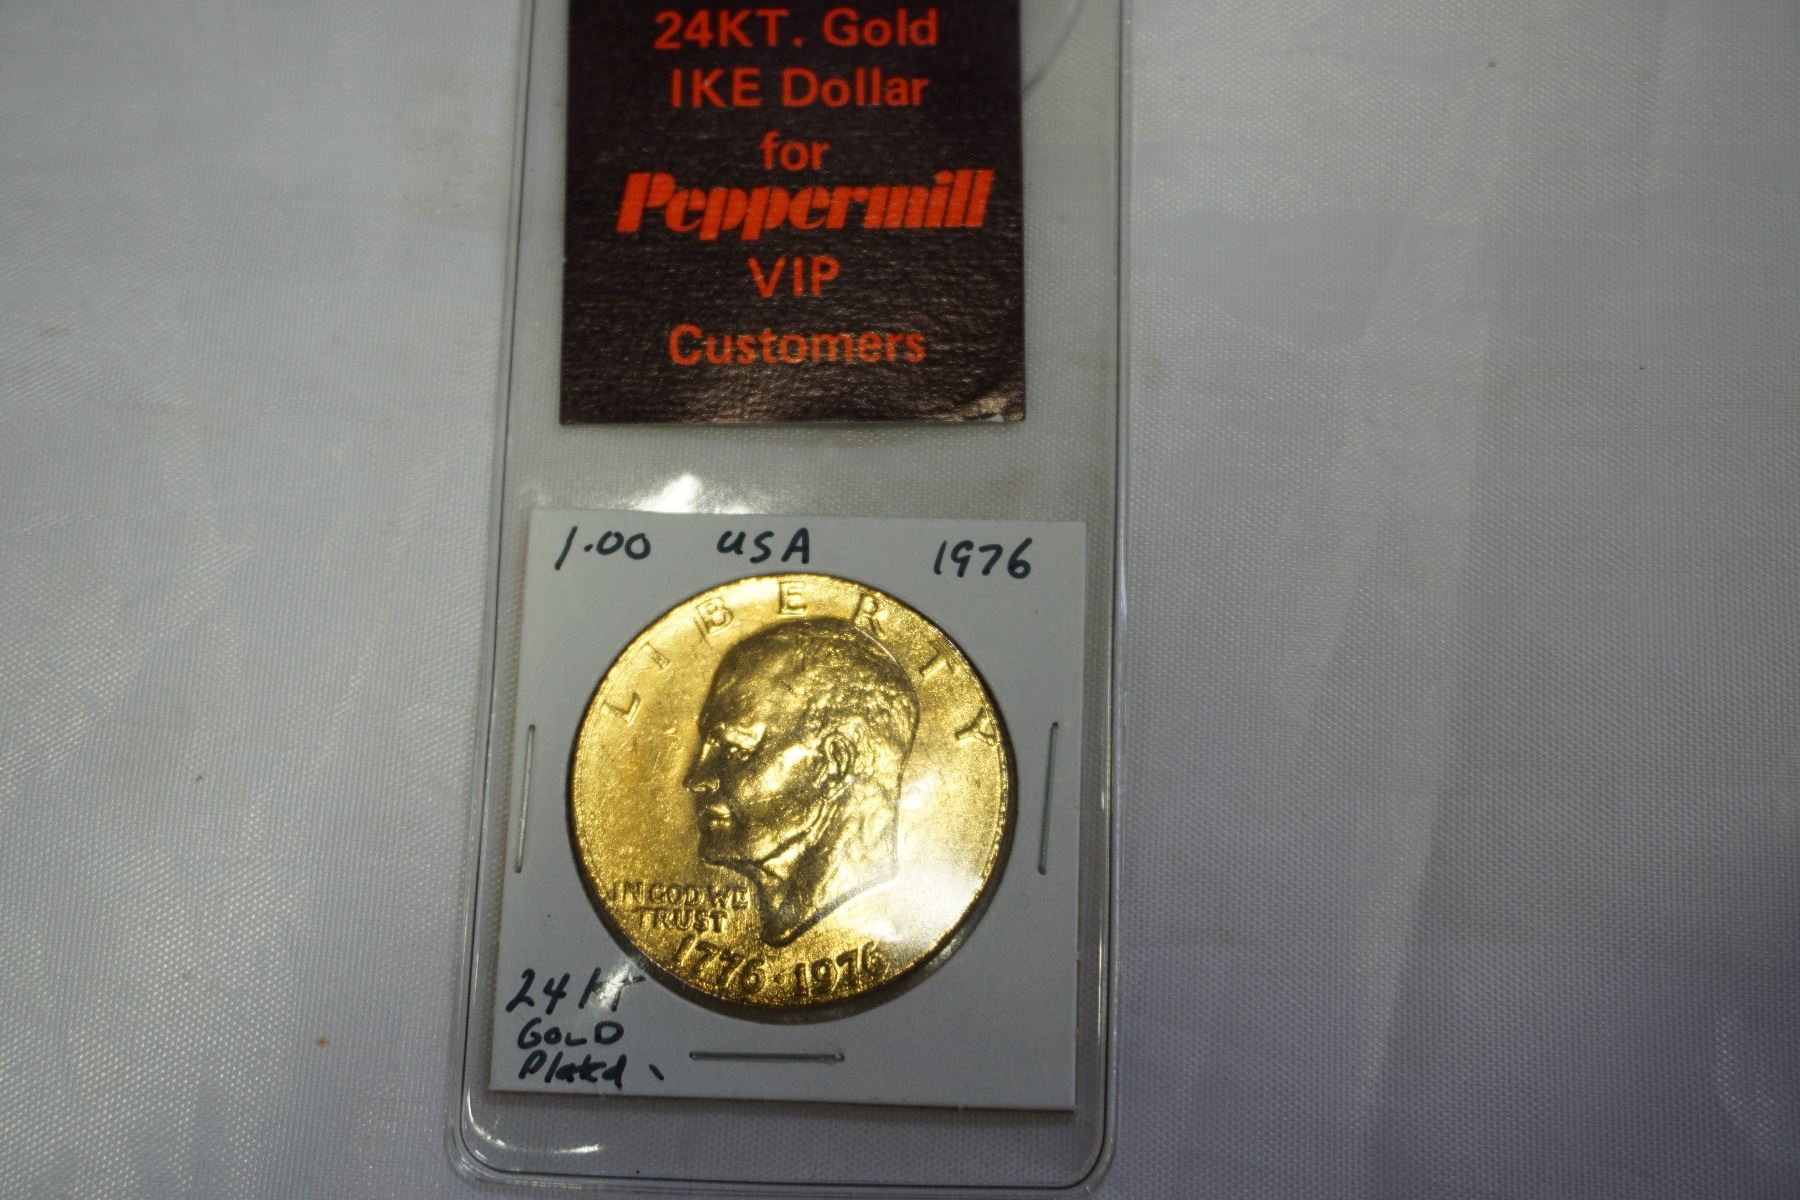 24KT. Gold
IKE Dollar
for
Peppermill
VIP
Customers
1.00 USA 1976
LIBERTY
IN GOD WE
TRUST
1776·1976
24 KT
GOLD
Plated